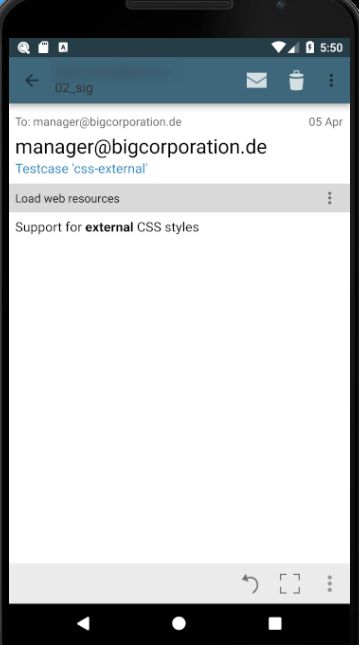 5:50
02_sig
To: manager@bigcorporation.de 05 Apr
manager@bigcorporation.de
Testcase 'css-external'
Load web resources
Support for external CSS styles